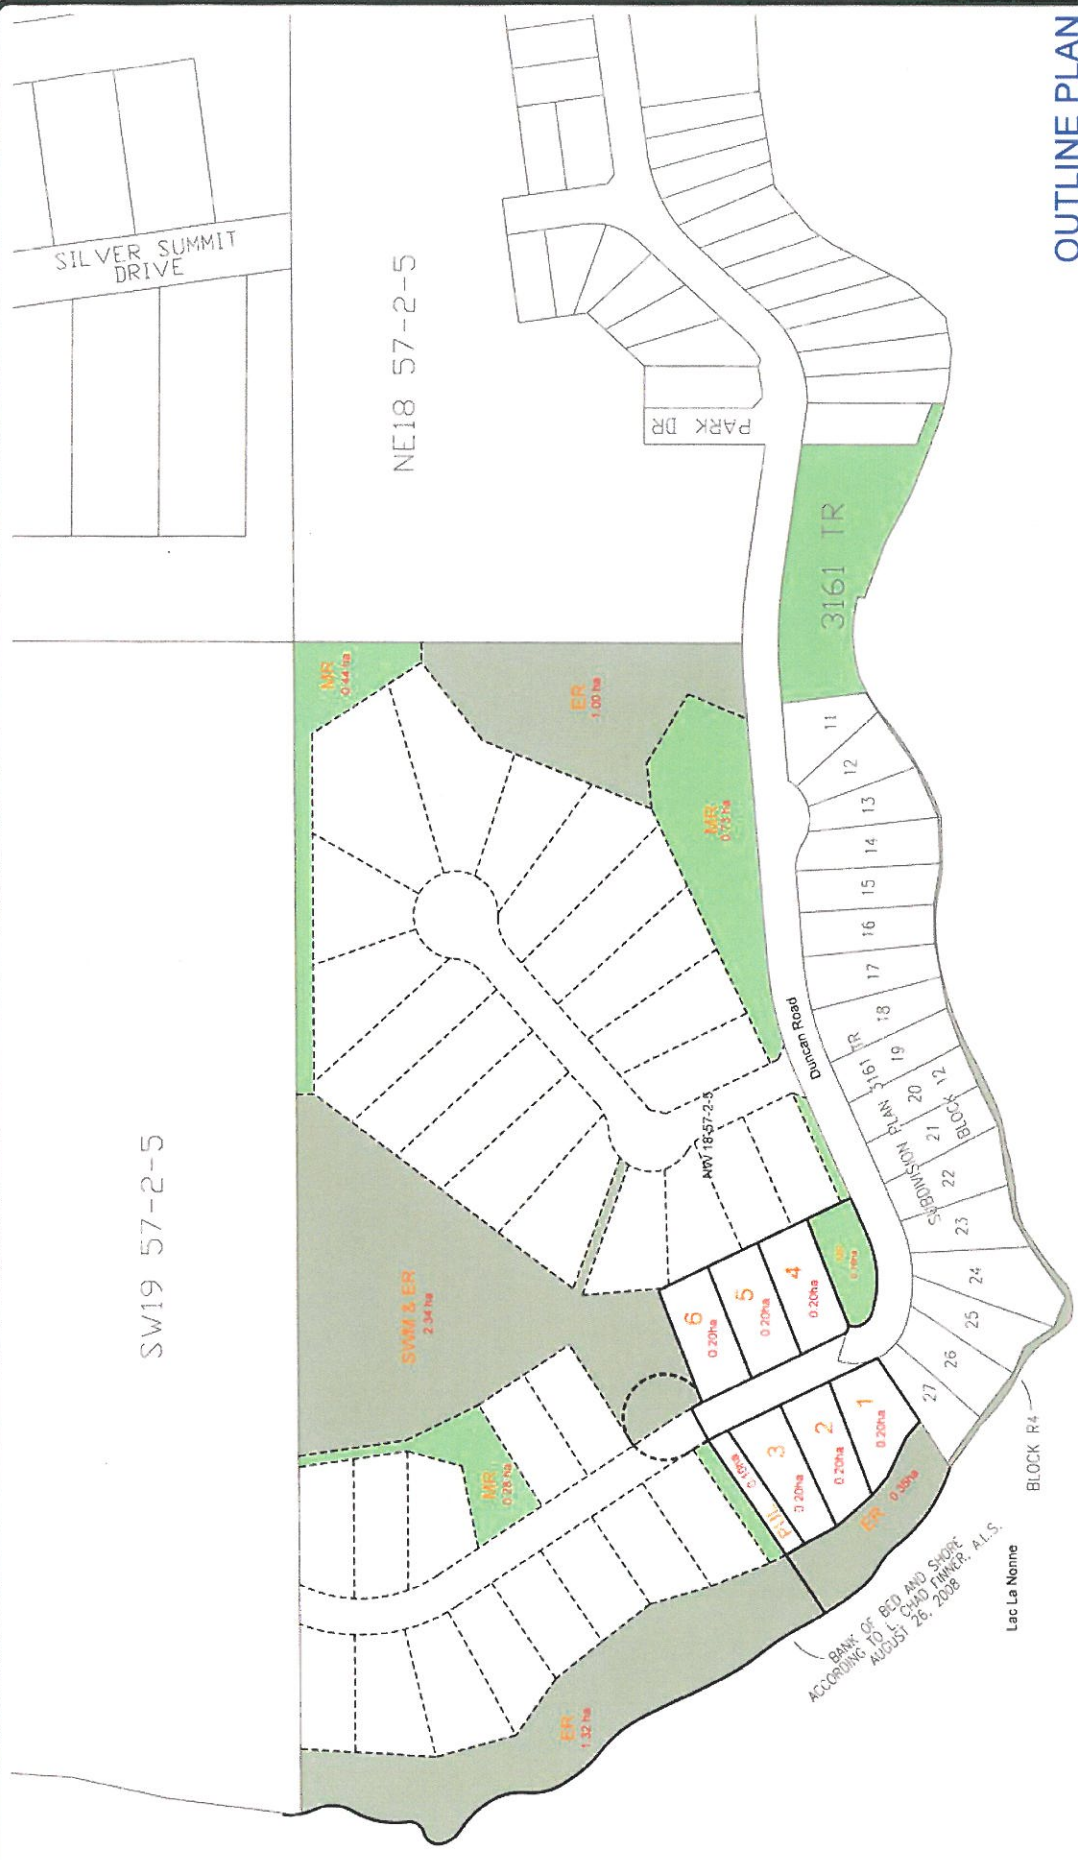 OUTLINE PLAN
SILVER SUMMIT
DRIVE
NE18 57-2-5
SW19 57-2-5
PARK DR
3161 TR
MR
0.44 ha
ER
1.00 ha
MR
0.73 ha
SWM & ER
2.34 ha
MR
0.28 ha
ER
1.32 ha
NW 18-57-2-5
Duncan Road
SUBDIVISION PLAN 3161 TR
BLOCK 12
11
12
13
14
15
16
17
18
19
20
21
22
23
24
25
26
27
6
0.20ha
5
0.20ha
4
0.20ha
MR
3
0.20ha
2
0.20ha
1
0.20ha
P.U.L.
0.10ha
ER 0.35ha
BLOCK R4
BANK OF BED AND SHORE
ACCORDING TO L. CHAD FINNER, A.L.S.
AUGUST 26, 2008
Lac La Nonne